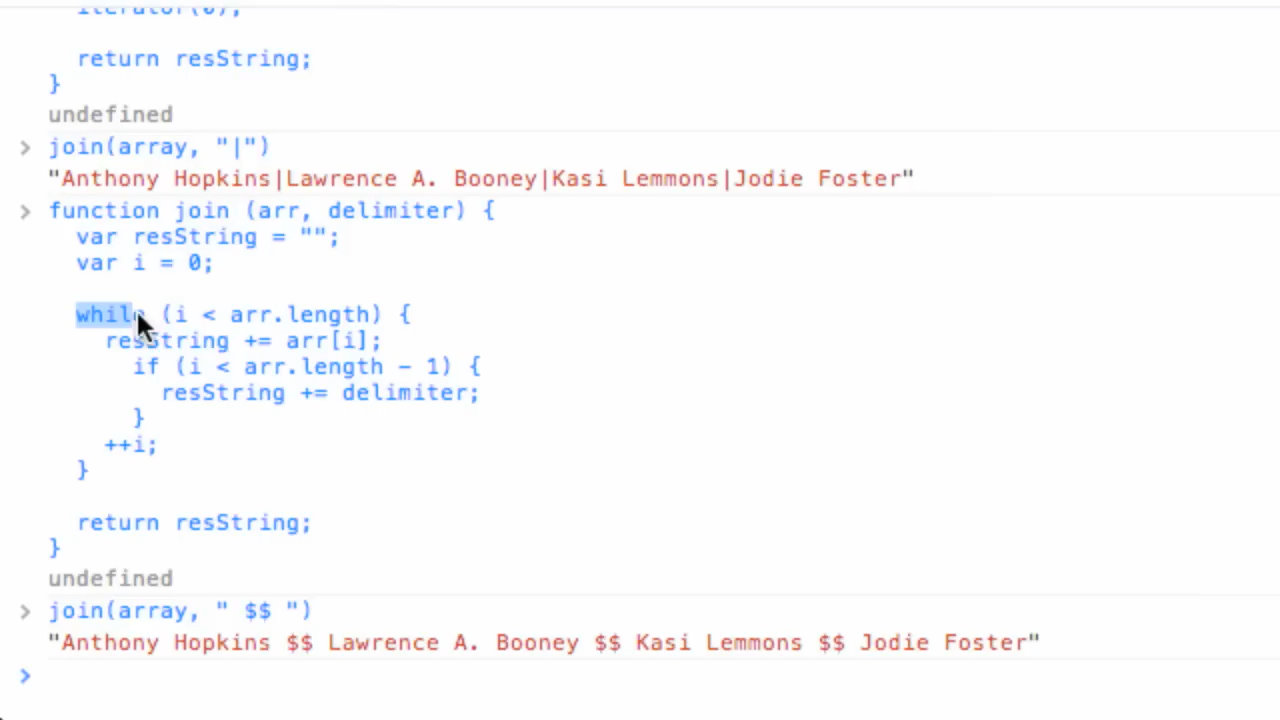 iterator(0);
return resString;
}
undefined
> join(array, "|")
"Anthony Hopkins|Lawrence A. Booney|Kasi Lemmons|Jodie Foster"
> function join (arr, delimiter) {
var resString = "";
var i = 0;
while (i < arr.length) {
resString += arr[i];
if (i < arr.length - 1) {
resString += delimiter;
}
++i;
}
return resString;
}
undefined
> join(array, " $$ ")
"Anthony Hopkins $$ Lawrence A. Booney $$ Kasi Lemmons $$ Jodie Foster"
>